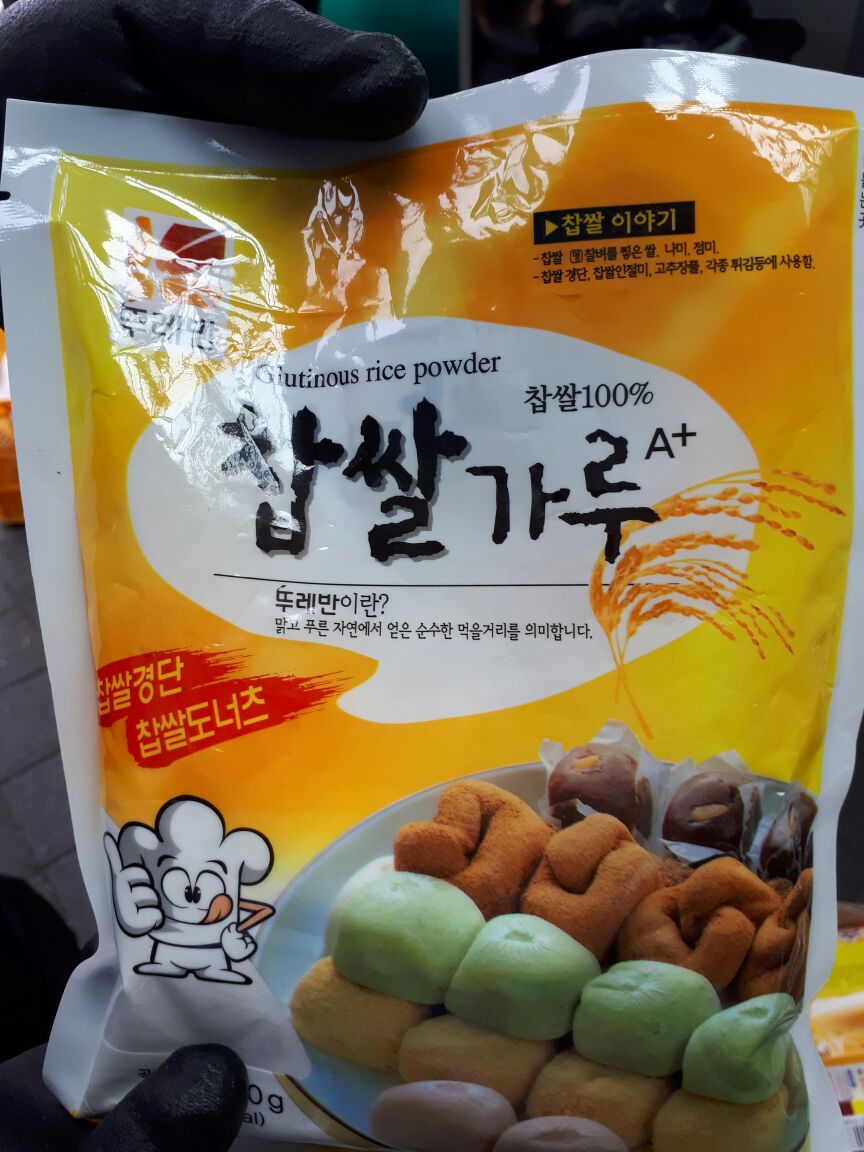 ▶찹쌀 이야기
- 찹쌀 명 찰벼를 찧은 쌀. 나미. 점미.
- 찹쌀 경단, 찹쌀인절미, 고추장풀, 각종 튀김등에 사용함.
뚜레반
Glutinous rice powder
찹쌀100%
찹쌀가루 A+
뚜레반이란?
맑고 푸른 자연에서 얻은 순수한 먹을거리를 의미합니다.
찹쌀경단
찹쌀도너츠
0g